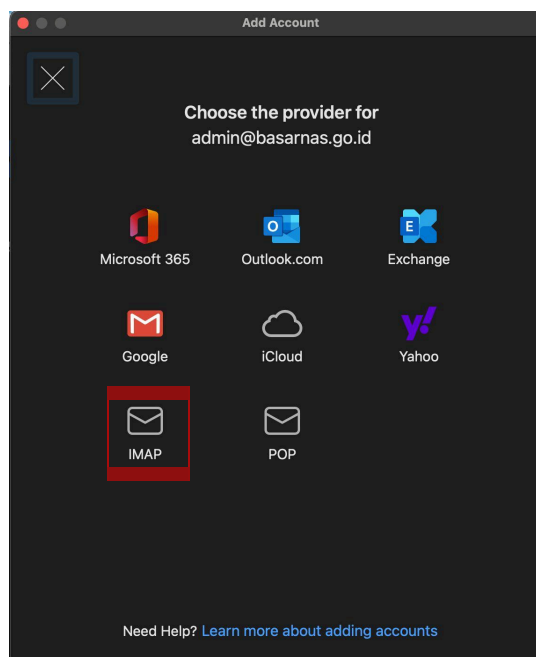 Add Account
Choose the provider for
admin@basarnas.go.id
Microsoft 365
O
Outlook.com
E
Exchange
Google
iCloud
y!
Yahoo
IMAP
POP
Need Help? Learn more about adding accounts